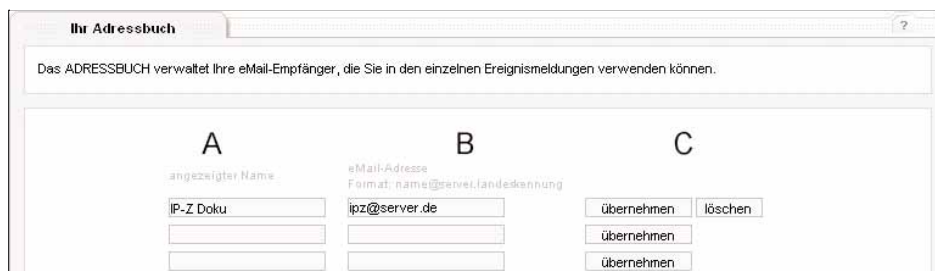 Ihr Adressbuch
?
Das ADRESSBUCH verwaltet Ihre eMail-Empfänger, die Sie in den einzelnen Ereignismeldungen verwenden können.
A B C
angezeigter Name
eMail-Adresse
Format: name@server.landeskennung
IP-Z Doku ipz@server.de übernehmen löschen
übernehmen
übernehmen